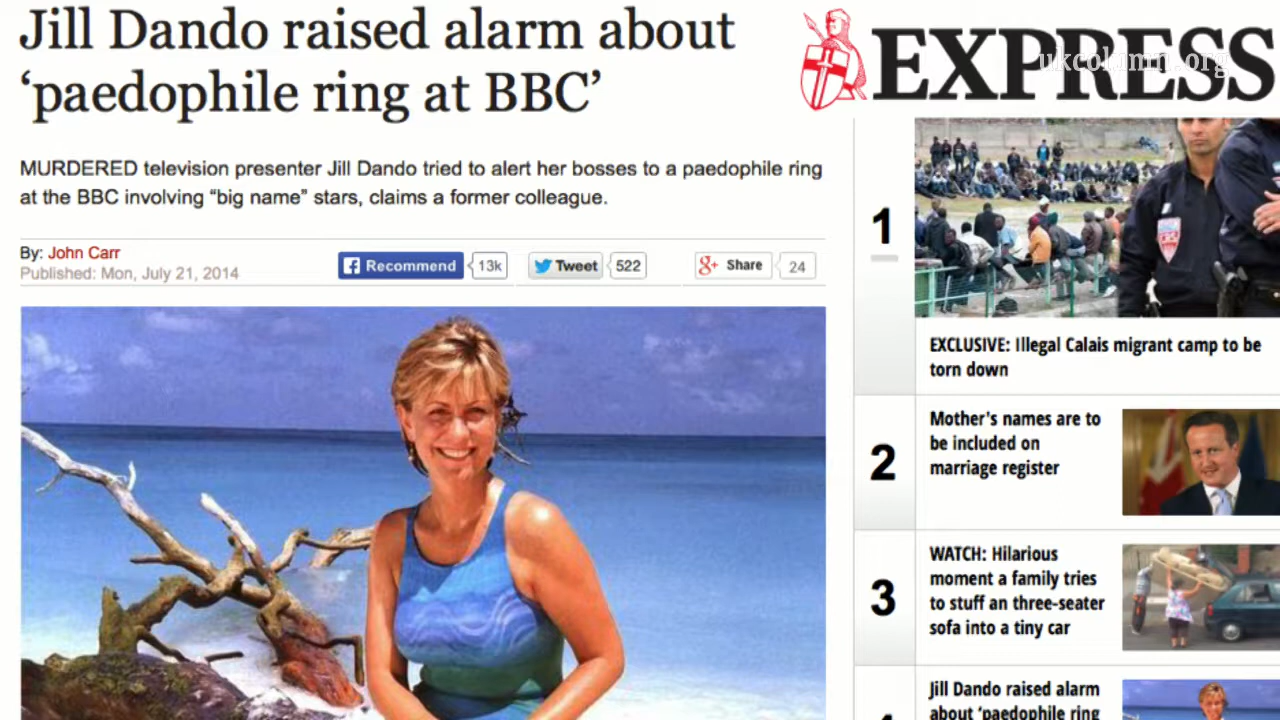 Jill Dando raised alarm about
‘paedophile ring at BBC’
MURDERED television presenter Jill Dando tried to alert her bosses to a paedophile ring
at the BBC involving “big name” stars, claims a former colleague.
By: John Carr
Published: Mon, July 21, 2014
Recommend 13k Tweet 522 Share 24
EXPRESS
ukcolumn.org
1
EXCLUSIVE: Illegal Calais migrant camp to be
torn down
2
Mother's names are to
be included on
marriage register
3
WATCH: Hilarious
moment a family tries
to stuff an three-seater
sofa into a tiny car
Jill Dando raised alarm
about ‘paedophile ring